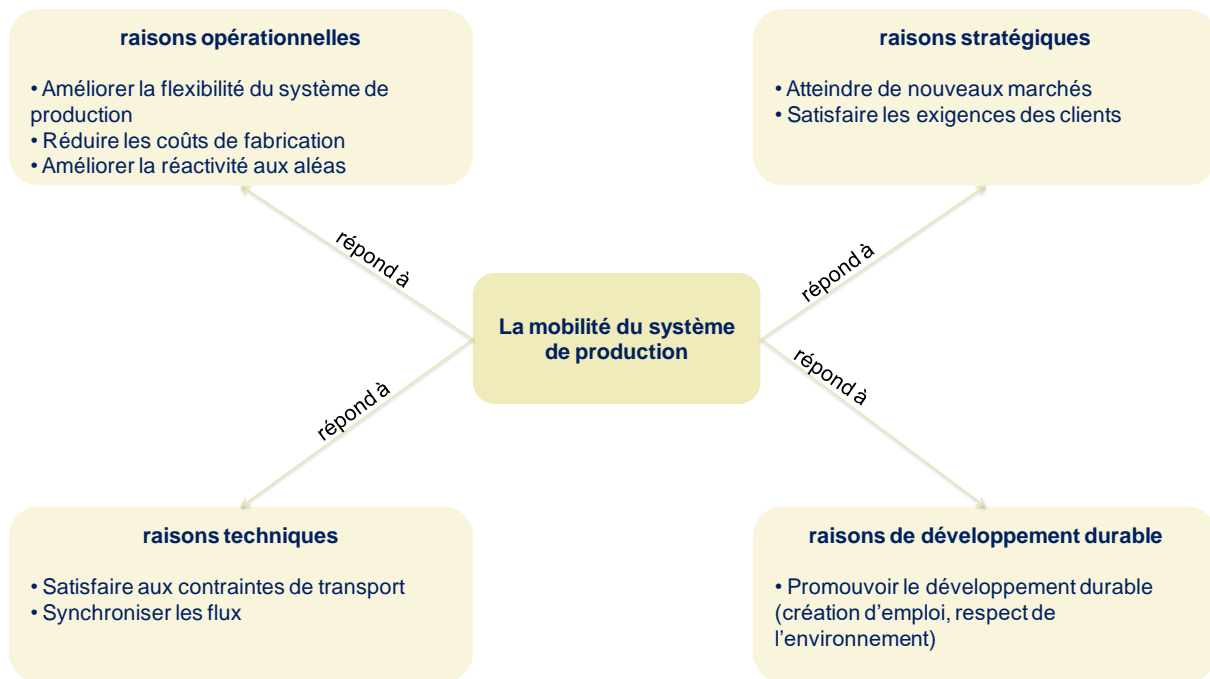 raisons opérationnelles
• Améliorer la flexibilité du système de
production
• Réduire les coûts de fabrication
• Améliorer la réactivité aux aléas
raisons stratégiques
• Atteindre de nouveaux marchés
• Satisfaire les exigences des clients
répond à
répond à
La mobilité du système
de production
répond à
répond à
raisons techniques
• Satisfaire aux contraintes de transport
• Synchroniser les flux
raisons de développement durable
• Promouvoir le développement durable
(création d’emploi, respect de
l’environnement)